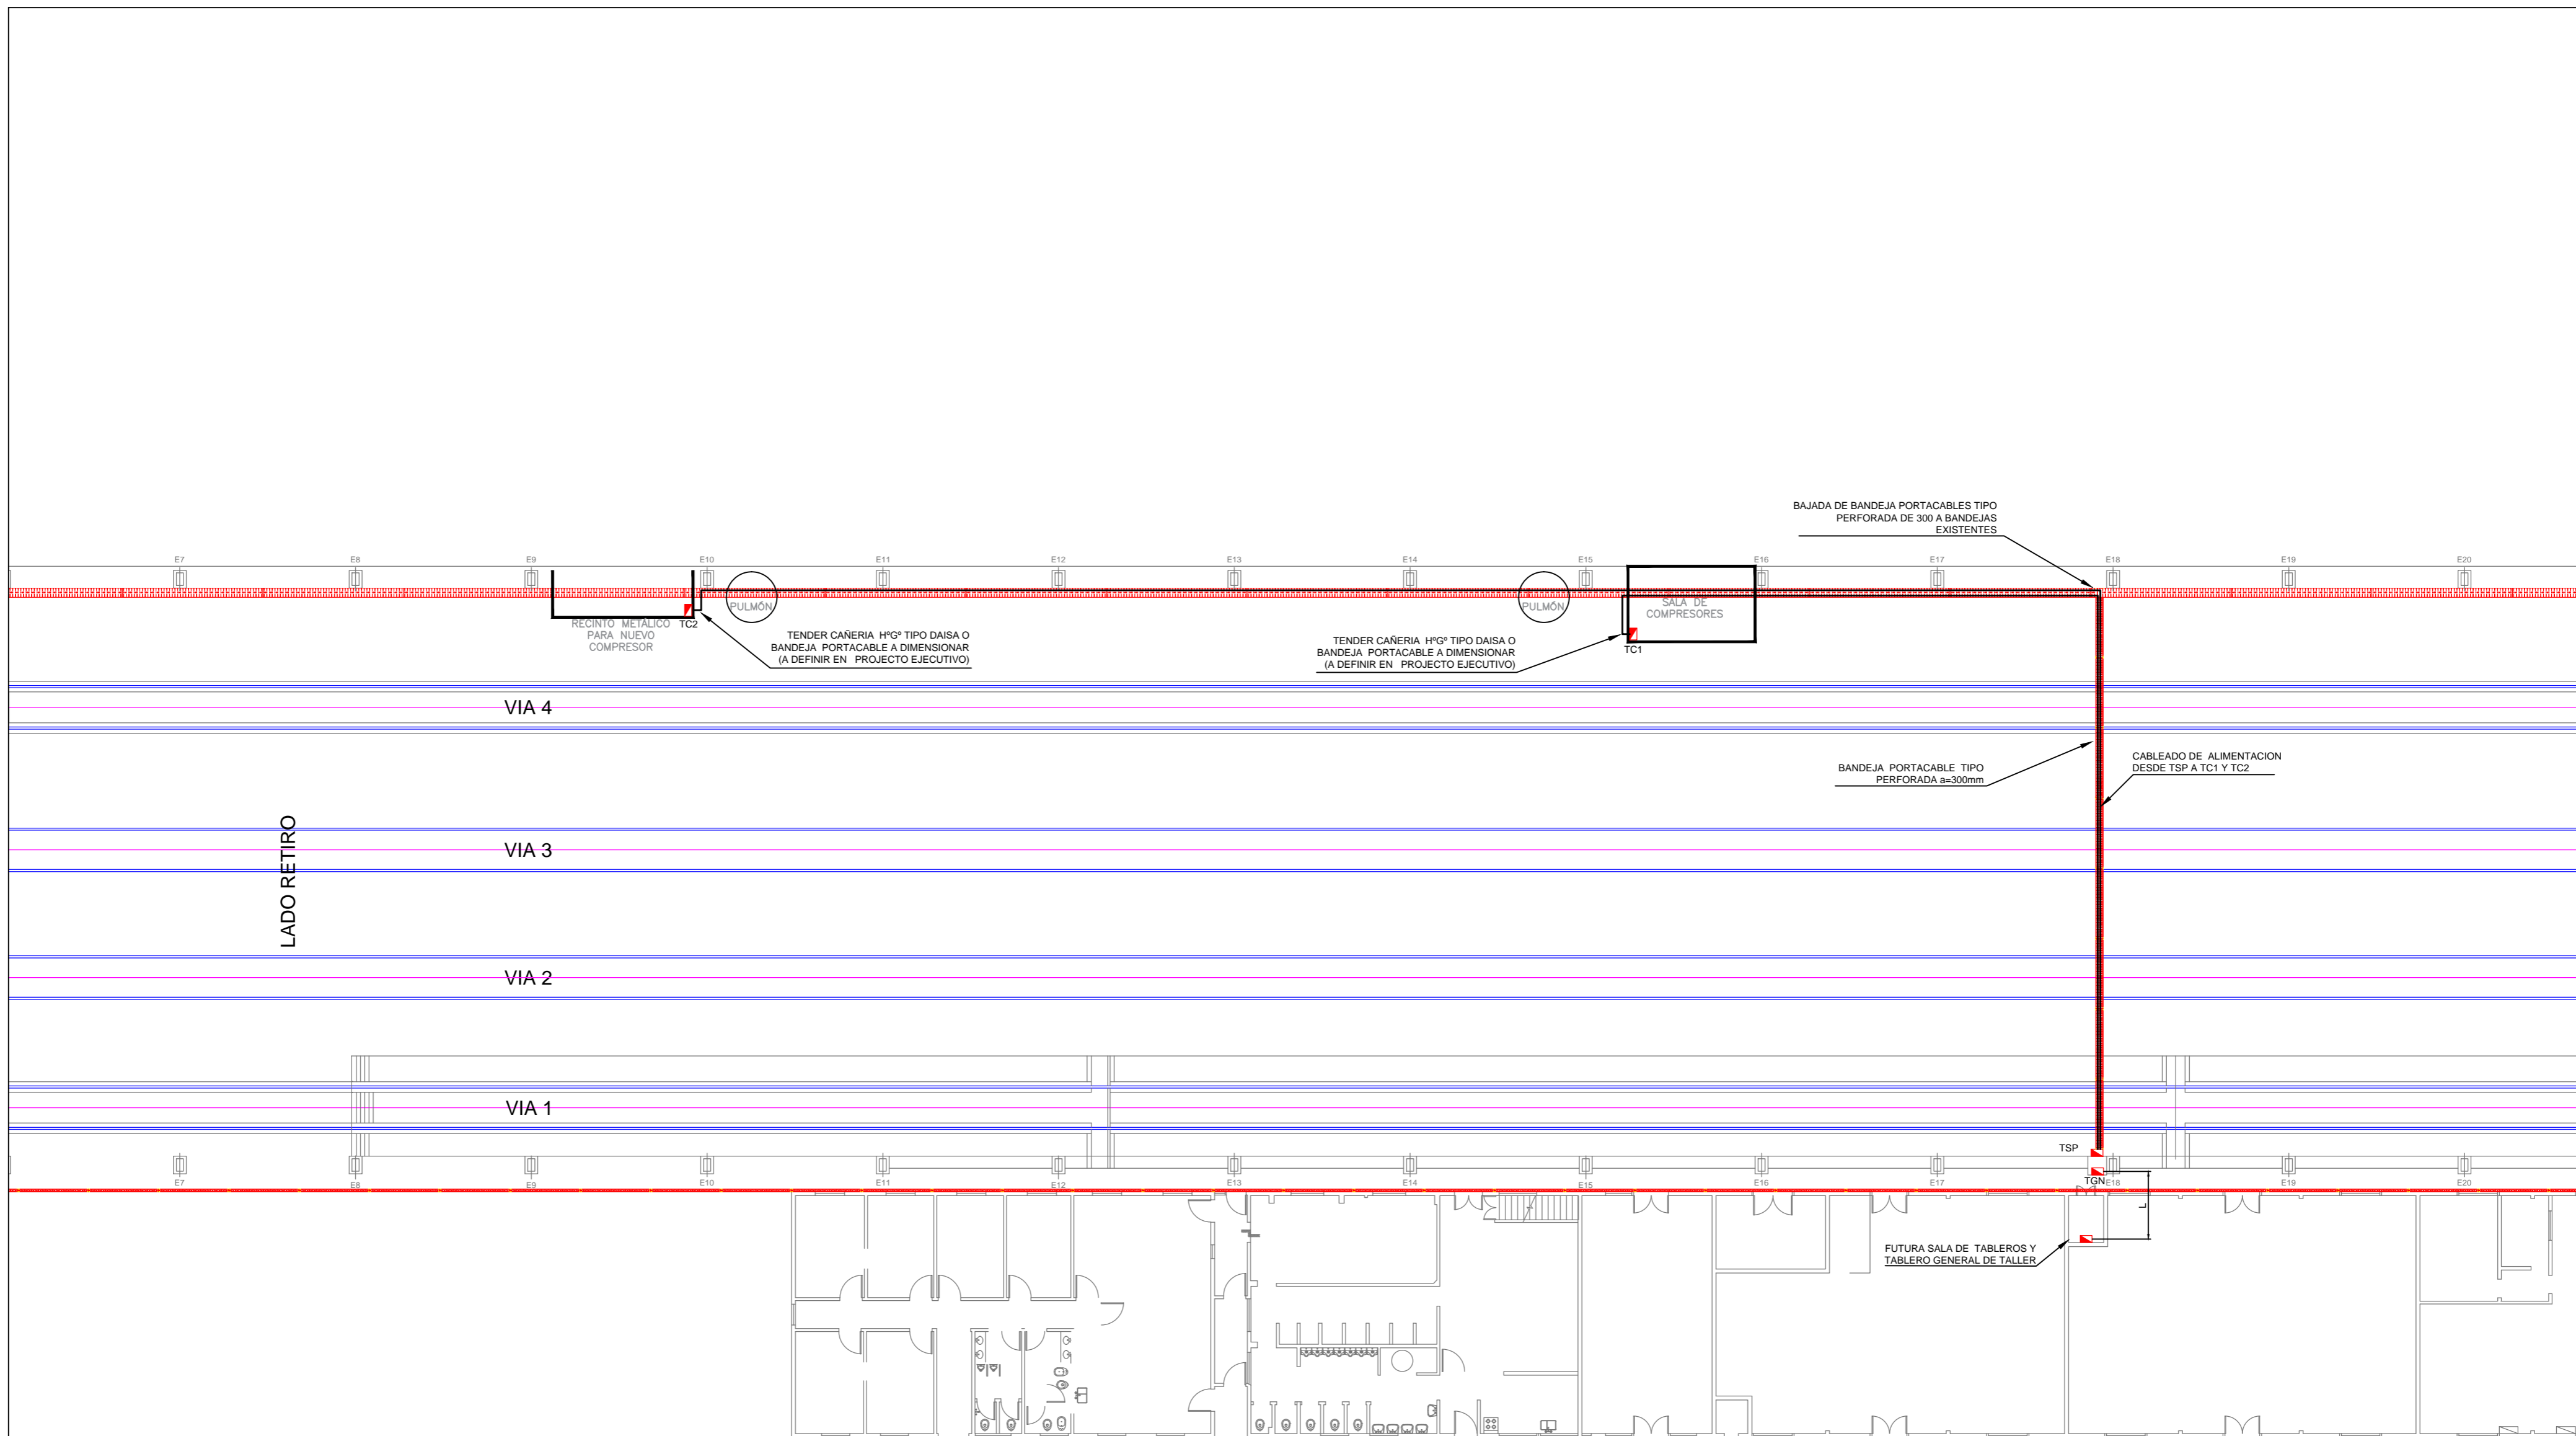 BAJADA DE BANDEJA PORTACABLES TIPO
PERFORADA DE 300 A BANDEJAS
EXISTENTES
E7
E8
E9
E10
E11
E12
E13
E14
E15
E16
E17
E18
E19
E20
PULMÓN
PULMÓN
SALA DE
COMPRESORES
RECINTO METÁLICO
PARA NUEVO
COMPRESOR
TC2
TENDER CAÑERIA HºGº TIPO DAISA O
BANDEJA PORTACABLE A DIMENSIONAR
(A DEFINIR EN PROJECTO EJECUTIVO)
TENDER CAÑERIA HºGº TIPO DAISA O
BANDEJA PORTACABLE A DIMENSIONAR
(A DEFINIR EN PROJECTO EJECUTIVO)
TC1
VIA 4
BANDEJA PORTACABLE TIPO
PERFORADA a=300mm
CABLEADO DE ALIMENTACION
DESDE TSP A TC1 Y TC2
LADO RETIRO
VIA 3
VIA 2
VIA 1
TSP
TGN
E7
E8
E9
E10
E11
E12
E13
E14
E15
E16
E17
E18
E19
E20
L
FUTURA SALA DE TABLEROS Y
TABLERO GENERAL DE TALLER